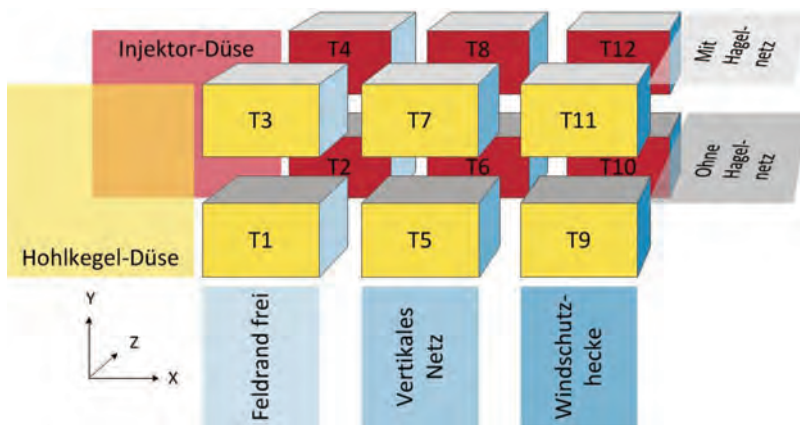 Injektor-Düse
T4
T8
T12
Mit
Hagel-
netz
T3
T7
T11
T2
T6
T10
Ohne
Hagel-
netz
T1
T5
T9
Hohlkegel-Düse
Y
Z
X
Feldrand frei
Vertikales
Netz
Windschutz-
hecke